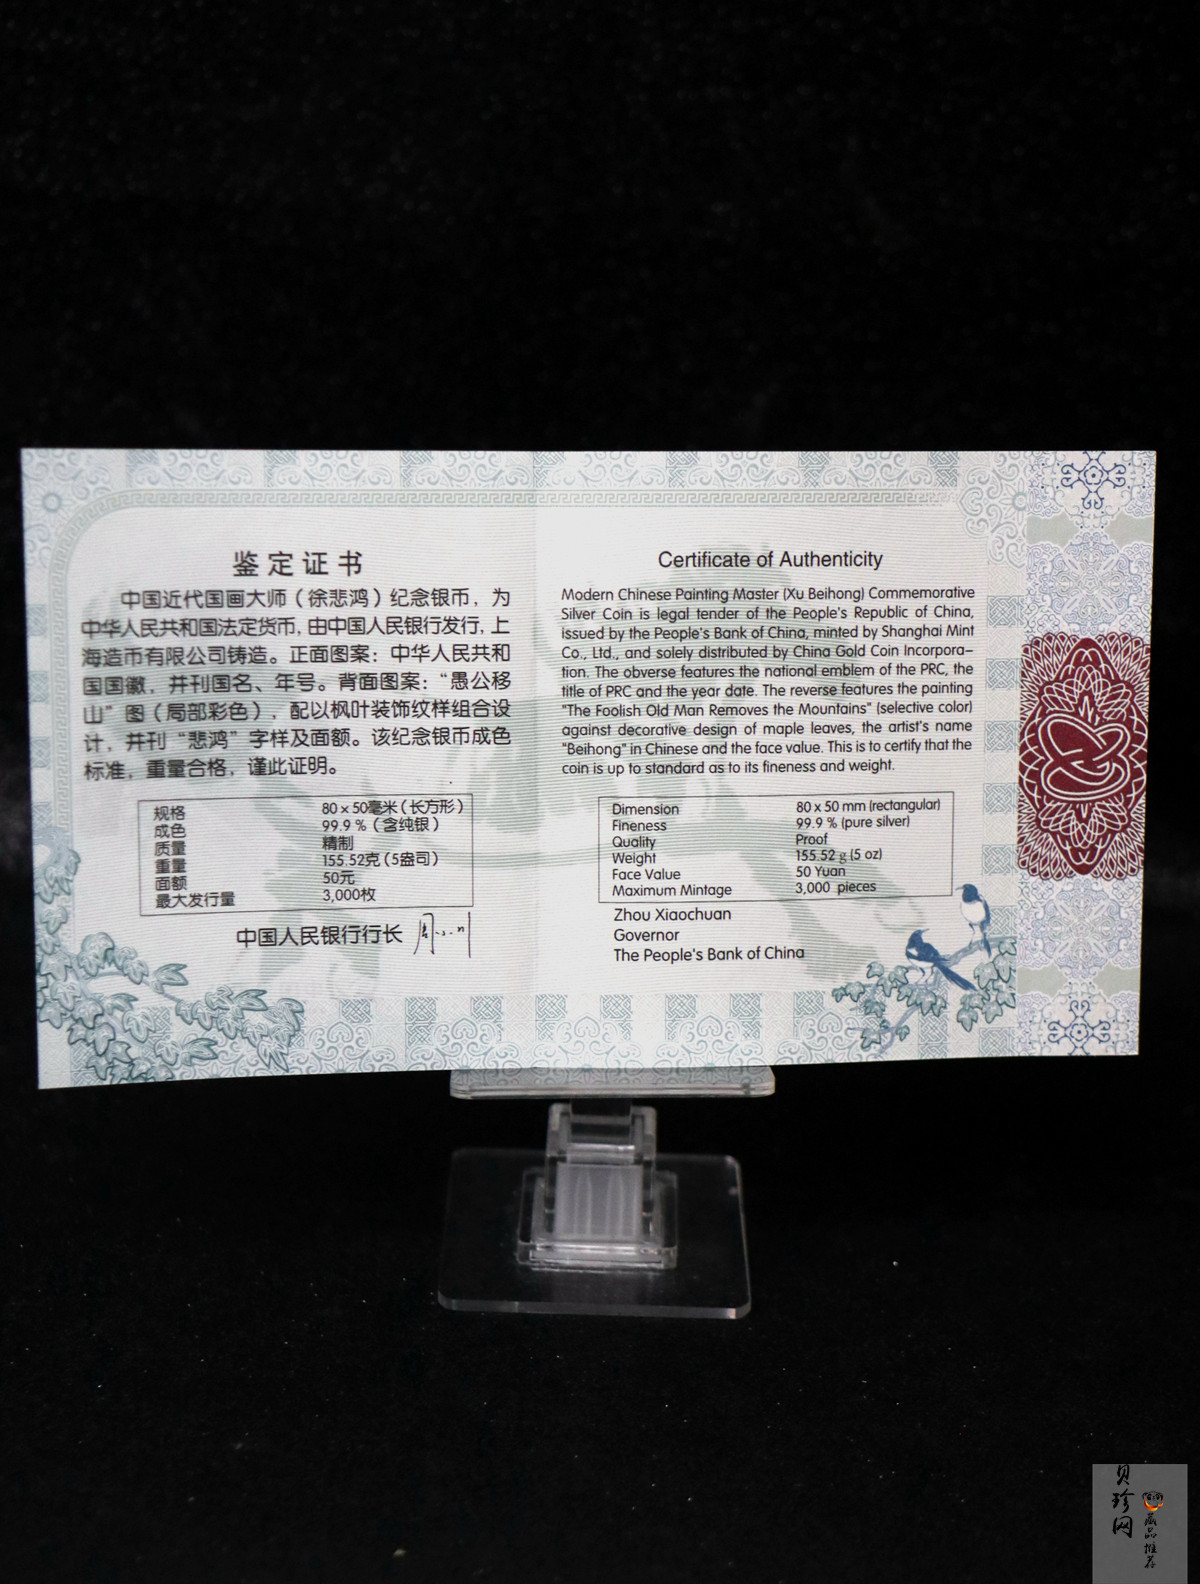 鉴定证书
中国近代国画大师（徐悲鸿）纪念银币，为
中华人民共和国法定货币，由中国人民银行发行，上
海造币有限公司铸造。正面图案：中华人民共和
国国徽，并刊国名、年号。背面图案：“愚公移
山”图（局部彩色），配以枫叶装饰纹样组合设
计，并刊“悲鸿”字样及面额。该纪念银币成色
标准，重量合格，谨此证明。
规格 80×50毫米（长方形）
成色 99.9%（含纯银）
质量 精制
重量 155.52克（5盎司）
面额 50元
最大发行量 3,000枚
中国人民银行行长
Certificate of Authenticity
Modern Chinese Painting Master (Xu Beihong) Commemorative
Silver Coin is legal tender of the People's Republic of China,
issued by the People's Bank of China, minted by Shanghai Mint
Co., Ltd., and solely distributed by China Gold Coin Incorpora-
tion. The obverse features the national emblem of the PRC, the
title of PRC and the year date. The reverse features the painting
"The Foolish Old Man Removes the Mountains" (selective color)
against decorative design of maple leaves, the artist's name
"Beihong" in Chinese and the face value. This is to certify that the
coin is up to standard as to its fineness and weight.
Dimension 80 x 50 mm (rectangular)
Fineness 99.9 % (pure silver)
Quality Proof
Weight 155.52 g (5 oz)
Face Value 50 Yuan
Maximum Mintage 3,000 pieces
Zhou Xiaochuan
Governor
The People's Bank of China
贝珍网
藏品推荐